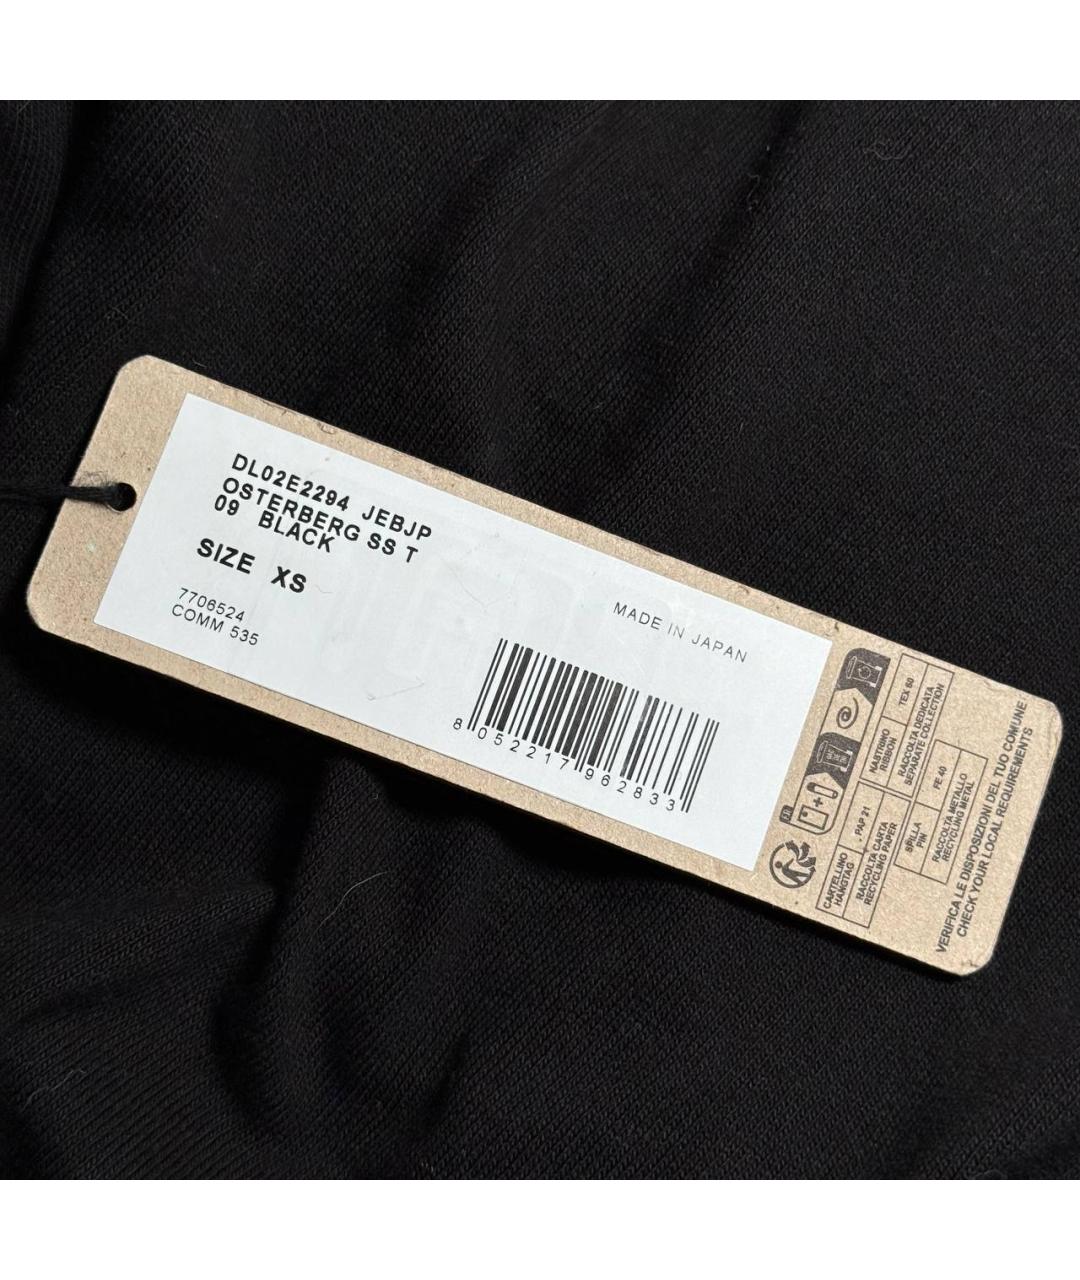 DL02E2294 JEBJP
OSTERBERG SS T
09 BLACK
SIZE XS
7706524
COMM 535
MADE IN JAPAN
8 052217 962833
FR
CARTELLINO
HANGTAG
PAP 21
RACCOLTA CARTA
RECYCLING PAPER
NASTRINO
RIBBON
TEX 60
RACCOLTA DEDICATA
SEPARATE COLLECTION
SPILLA
PIN
FE 40
RACCOLTA METALLO
RECYCLING METAL
VERIFICA LE DISPOSIZIONI DEL TUO COMUNE
CHECK YOUR LOCAL REQUIREMENTS